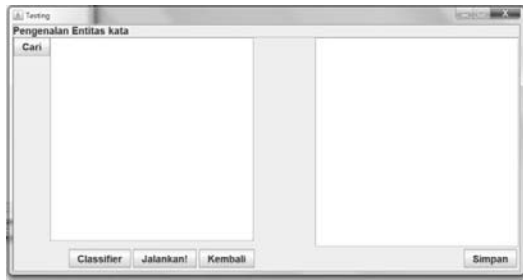 Testing
Pengenalan Entitas kata
Cari
Classifier Jalankan! Kembali Simpan